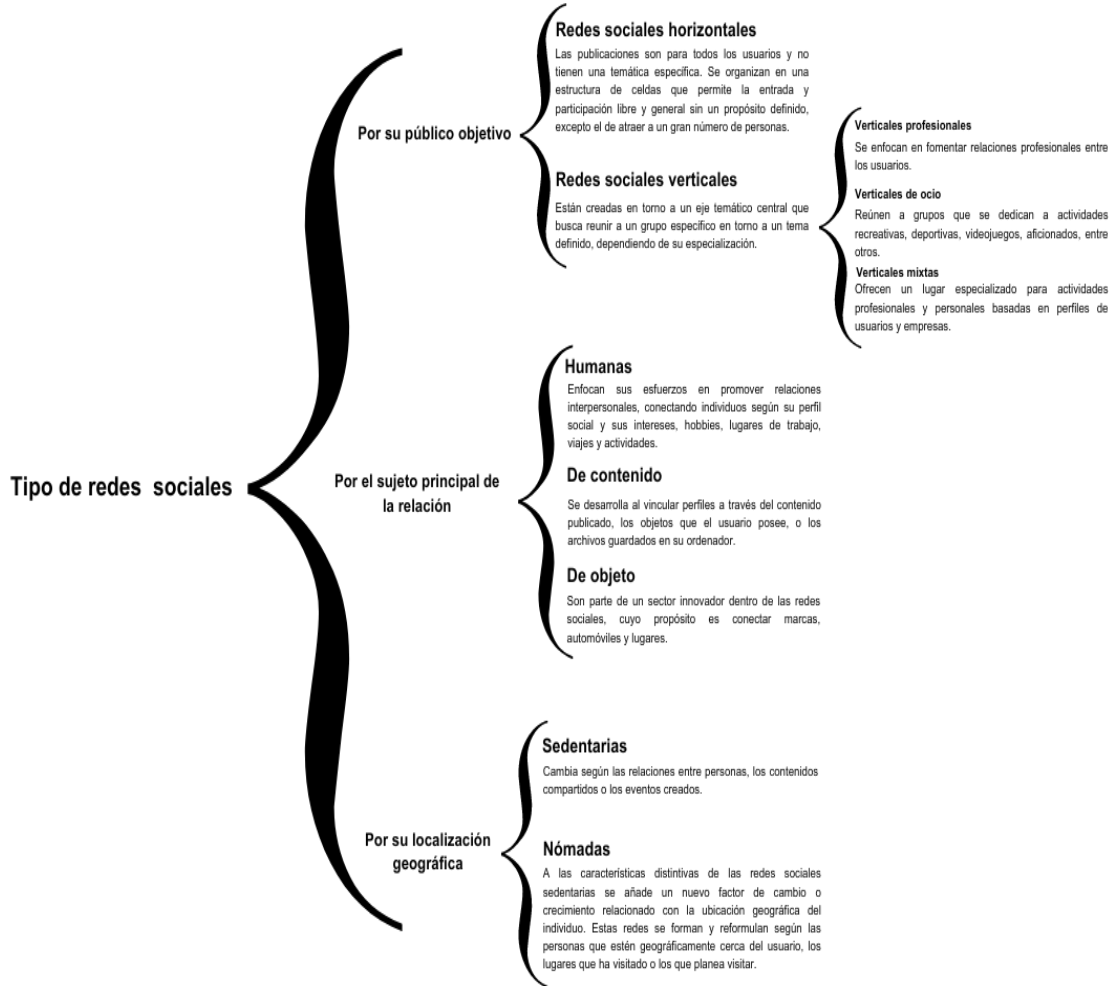 Tipo de redes sociales
Por su público objetivo
Redes sociales horizontales
Las publicaciones son para todos los usuarios y no
tienen una temática específica. Se organizan en una
estructura de celdas que permite la entrada y
participación libre y general sin un propósito definido,
excepto el de atraer a un gran número de personas.
Redes sociales verticales
Están creadas en torno a un eje temático central que
busca reunir a un grupo específico en torno a un tema
definido, dependiendo de su especialización.
Verticales profesionales
Se enfocan en fomentar relaciones profesionales entre
los usuarios.
Verticales de ocio
Reúnen a grupos que se dedican a actividades
recreativas, deportivas, videojuegos, aficionados, entre
otros.
Verticales mixtas
Ofrecen un lugar especializado para actividades
profesionales y personales basadas en perfiles de
usuarios y empresas.
Por el sujeto principal de
la relación
Humanas
Enfocan sus esfuerzos en promover relaciones
interpersonales, conectando individuos según su perfil
social y sus intereses, hobbies, lugares de trabajo,
viajes y actividades.
De contenido
Se desarrolla al vincular perfiles a través del contenido
publicado, los objetos que el usuario posee, o los
archivos guardados en su ordenador.
De objeto
Son parte de un sector innovador dentro de las redes
sociales, cuyo propósito es conectar marcas,
automóviles y lugares.
Por su localización
geográfica
Sedentarias
Cambia según las relaciones entre personas, los contenidos
compartidos o los eventos creados.
Nómadas
A las características distintivas de las redes sociales
sedentarias se añade un nuevo factor de cambio o
crecimiento relacionado con la ubicación geográfica del
individuo. Estas redes se forman y reformulan según las
personas que estén geográficamente cerca del usuario, los
lugares que ha visitado o los que planea visitar.